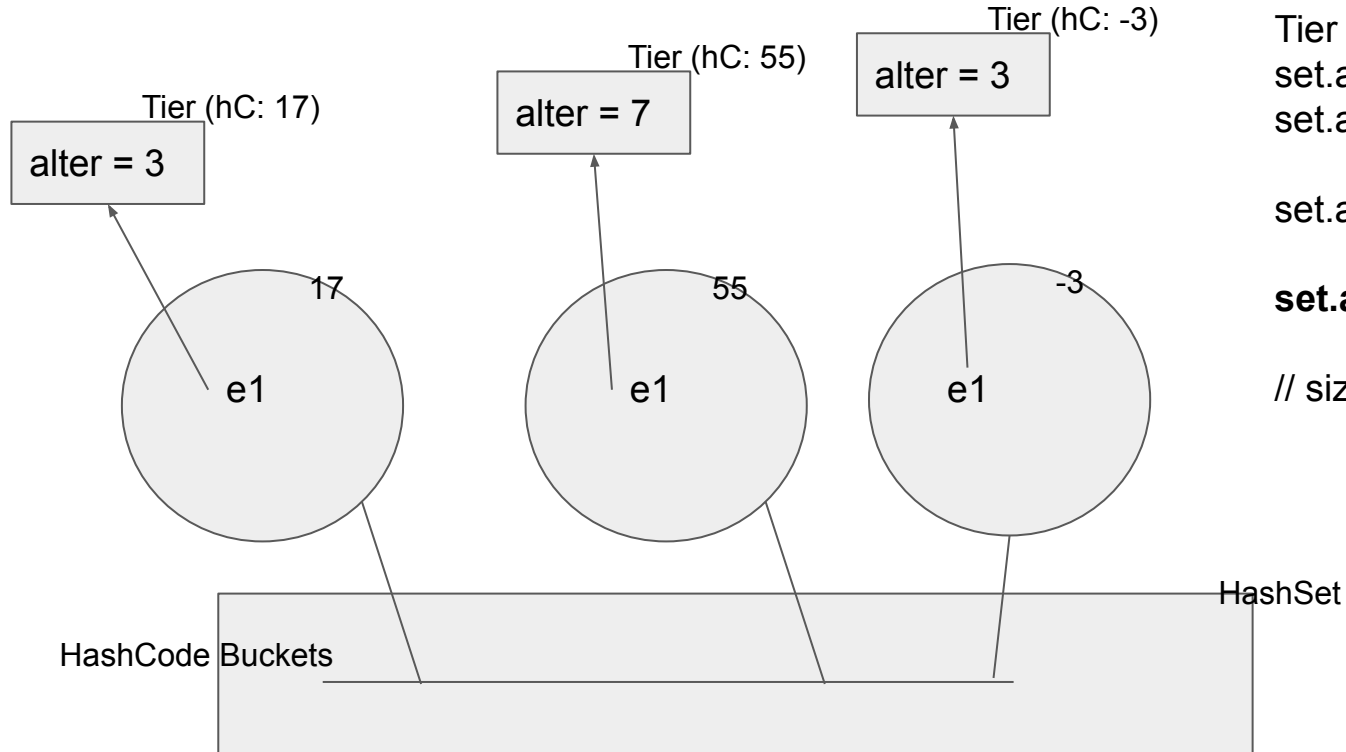 Tier (hC: 17)
alter = 3
Tier (hC: 55)
alter = 7
Tier (hC: -3)
alter = 3
17
e1
55
e1
-3
e1
HashCode Buckets
HashSet
Tier
set.a
set.a
set.a
set.a
// siz